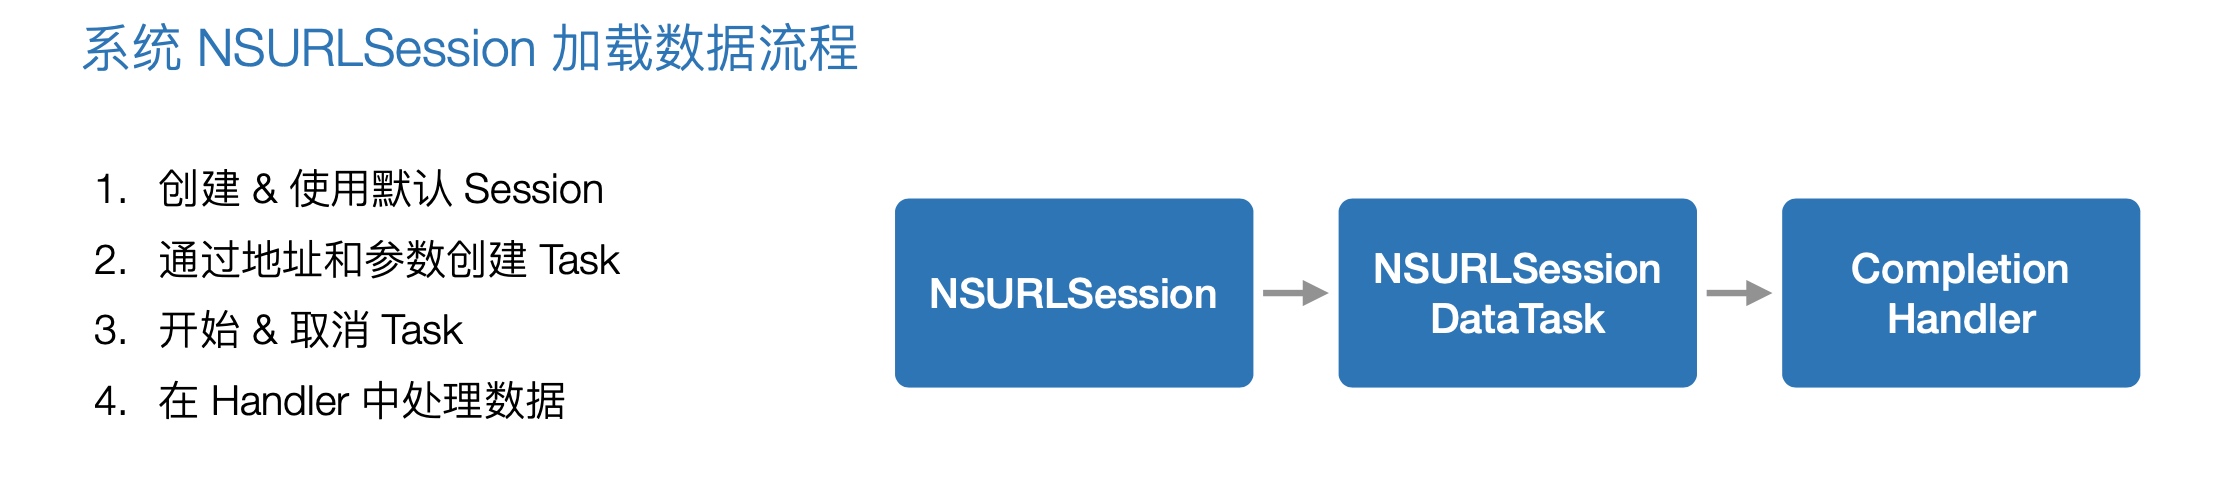 系统 NSURLSession 加载数据流程
1. 创建 & 使用默认 Session
2. 通过地址和参数创建 Task
3. 开始 & 取消 Task
4. 在 Handler 中处理数据
NSURLSession
NSURLSession
DataTask
Completion
Handler